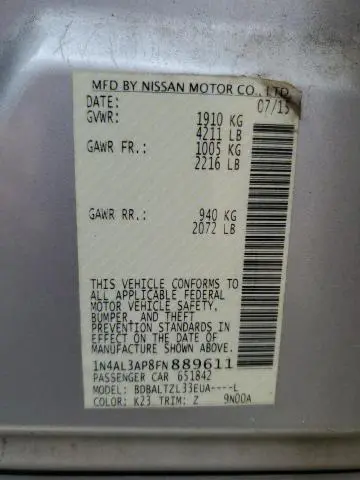 MFD BY NISSAN MOTOR CO., LTD
DATE: 07/15
GVWR: 1910 KG
4211 LB
GAWR FR.: 1005 KG
2216 LB
GAWR RR.: 940 KG
2072 LB
THIS VEHICLE CONFORMS TO
ALL APPLICABLE FEDERAL
MOTOR VEHICLE SAFETY,
BUMPER, AND THEFT
PREVENTION STANDARDS IN
EFFECT ON THE DATE OF
MANUFACTURE SHOWN ABOVE.
1N4AL3AP8FN889611
PASSENGER CAR 651842
MODEL: BDBALTZL33EUA----L
COLOR: K23 TRIM: Z 9N00A